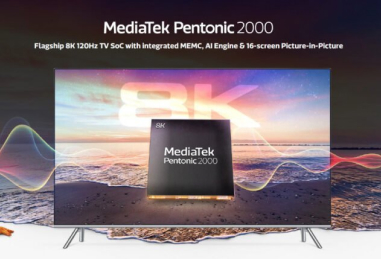 MediaTek Pentonic 2000
Flagship 8K 120Hz TV SoC with integrated MEMC, AI Engine & 16-screen Picture-in-Picture
8K
8K
MediaTek
Pentonic 2000